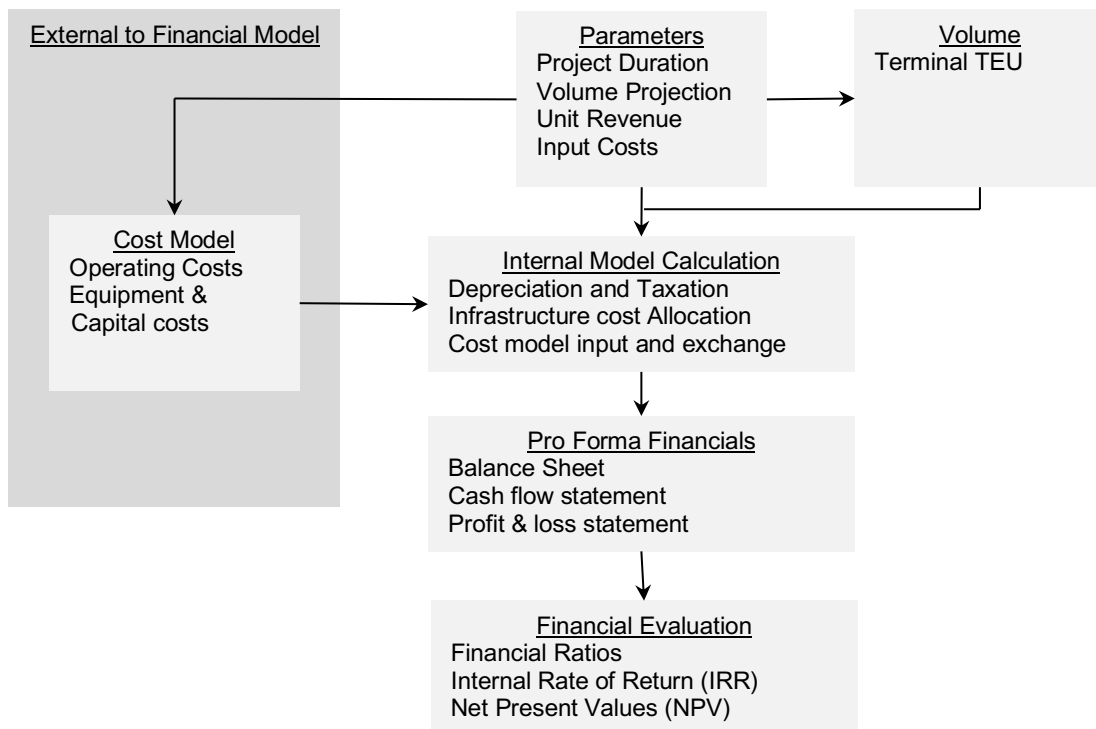 External to Financial Model
Parameters
Project Duration
Volume Projection
Unit Revenue
Input Costs
Volume
Terminal TEU
Cost Model
Operating Costs
Equipment &
Capital costs
Internal Model Calculation
Depreciation and Taxation
Infrastructure cost Allocation
Cost model input and exchange
Pro Forma Financials
Balance Sheet
Cash flow statement
Profit & loss statement
Financial Evaluation
Financial Ratios
Internal Rate of Return (IRR)
Net Present Values (NPV)